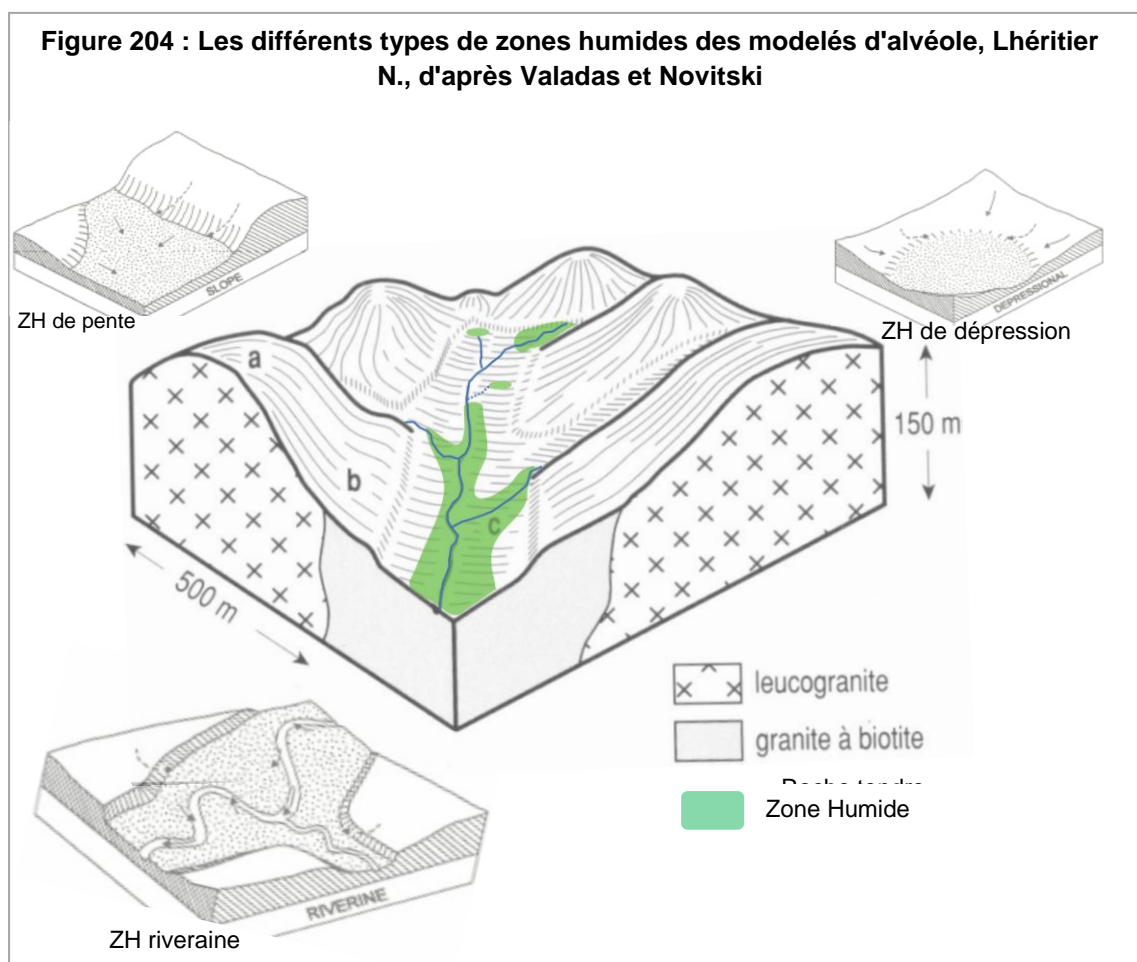 Figure 204 : Les différents types de zones humides des modelés d'alvéole, Lhéritier
N., d'après Valadas et Novitski
SLOPE
ZH de pente
DEPRESSIONAL
ZH de dépression
a
b
c
150 m
500 m
leucogranite
granite à biotite
Zone Humide
RIVERINE
ZH riveraine